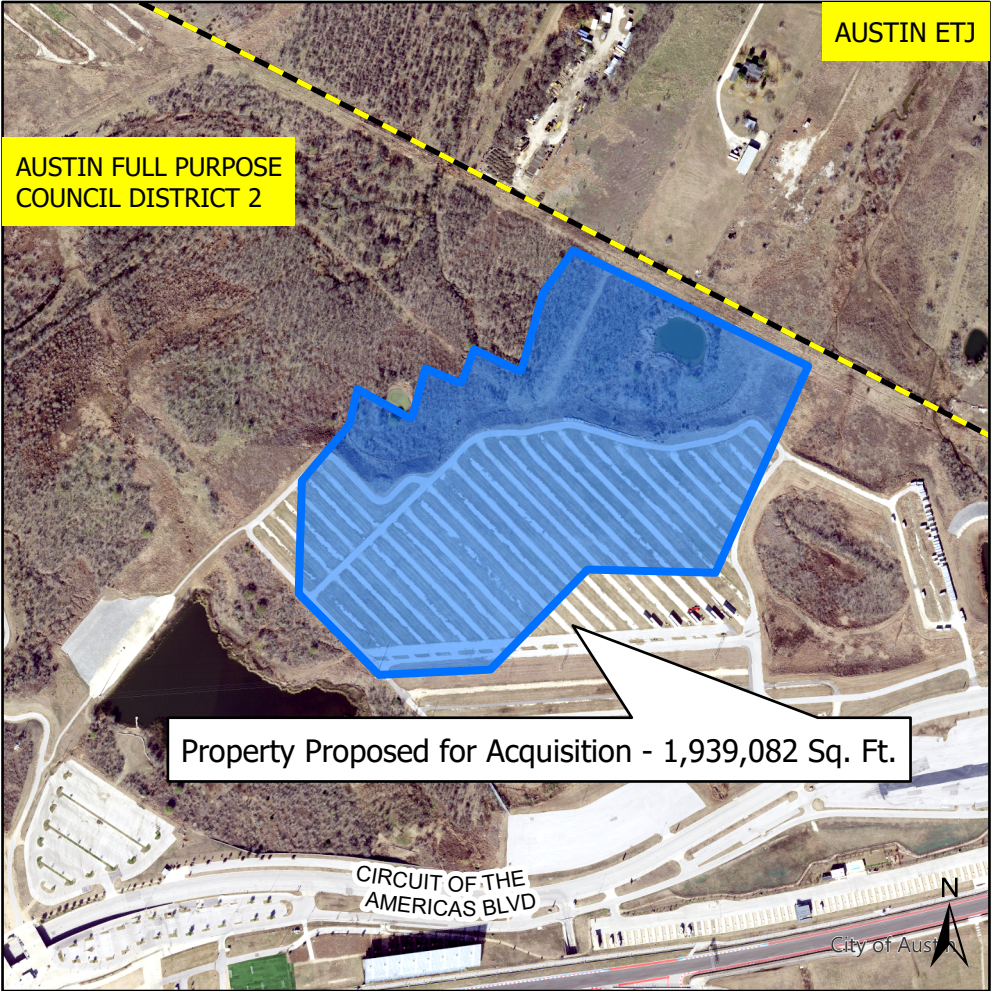 AUSTIN ETJ
AUSTIN FULL PURPOSE
COUNCIL DISTRICT 2
Property Proposed for Acquisition - 1,939,082 Sq. Ft.
CIRCUIT OF THE
AMERICAS BLVD
N
City of Austin